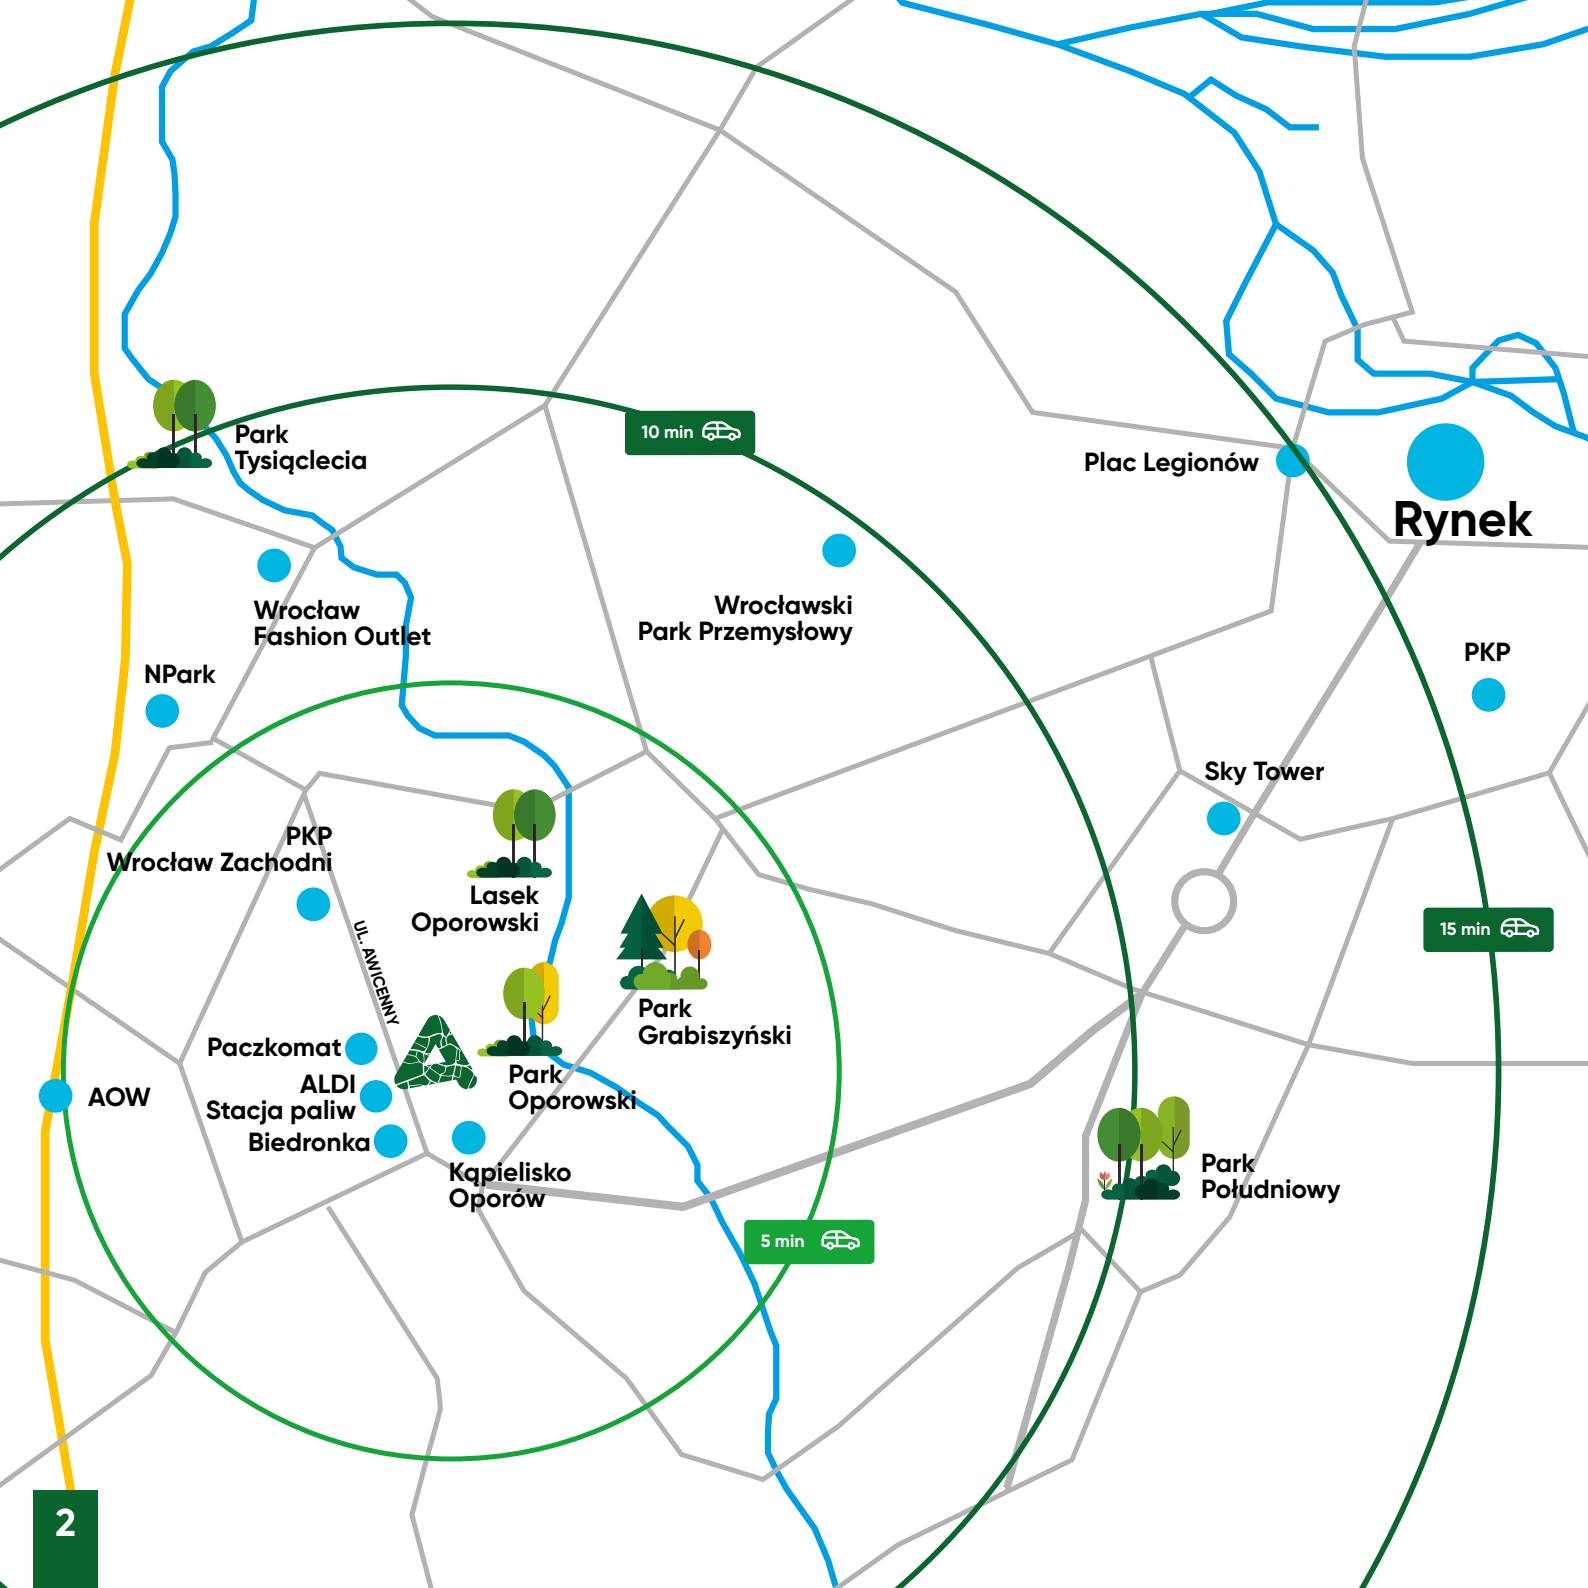 Park
Tysiąclecia
10 min
Plac Legionów
Rynek
Wrocław
Fashion Outlet
Wrocławski
Park Przemysłowy
NPark
PKP
Sky Tower
PKP
Wrocław Zachodni
Lasek
Oporowski
UL. AWICENNY
15 min
Park
Grabiszyński
Paczkomat
ALDI
Stacja paliw
Biedronka
AOW
Park
Oporowski
Kąpielisko
Oporów
Park
Południowy
5 min
2